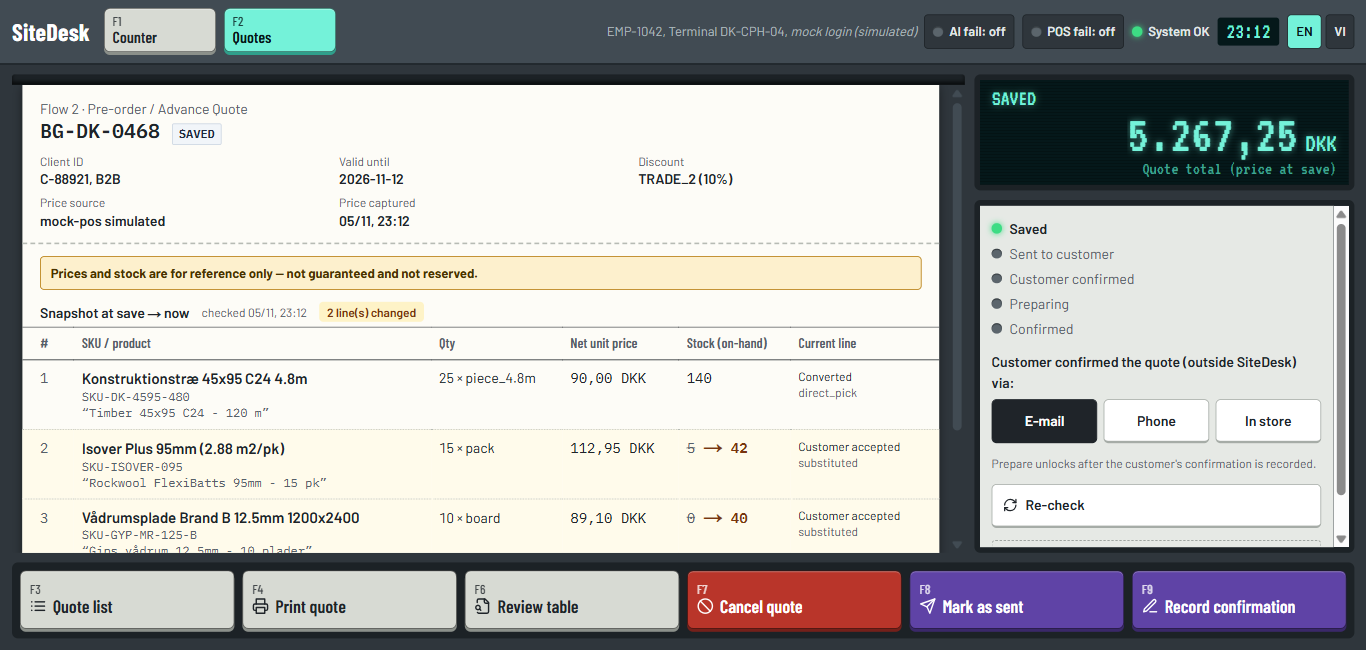 SiteDesk
F1
Counter
F2
Quotes
EMP-1042, Terminal DK-CPH-04, mock login (simulated)
AI fail: off
POS fail: off
System OK
23:12
EN
VI
Flow 2 · Pre-order / Advance Quote
BG-DK-0468 SAVED
Client ID
C-88921, B2B
Valid until
2026-11-12
Discount
TRADE_2 (10%)
Price source
mock-pos simulated
Price captured
05/11, 23:12
Prices and stock are for reference only — not guaranteed and not reserved.
Snapshot at save → now checked 05/11, 23:12 2 line(s) changed
# SKU / product Qty Net unit price Stock (on-hand) Current line
1 Konstruktionstræ 45x95 C24 4.8m 25 × piece_4.8m 90,00 DKK 140 Converted
SKU-DK-4595-480 direct_pick
“Timber 45x95 C24 - 120 m”
2 Isover Plus 95mm (2.88 m2/pk) 15 × pack 112,95 DKK 5 → 42 Customer accepted
SKU-ISOVER-095 substituted
“Rockwool FlexiBatts 95mm - 15 pk”
3 Vådrumsplade Brand B 12.5mm 1200x2400 10 × board 89,10 DKK 0 → 40 Customer accepted
SKU-GYP-MR-125-B substituted
“Gips vådrum 12.5mm - 10 plader”
SAVED
5.267,25 DKK
Quote total (price at save)
Saved
Sent to customer
Customer confirmed
Preparing
Confirmed
Customer confirmed the quote (outside SiteDesk)
via:
E-mail
Phone
In store
Prepare unlocks after the customer's confirmation is recorded.
Re-check
F3
Quote list
F4
Print quote
F6
Review table
F7
Cancel quote
F8
Mark as sent
F9
Record confirmation